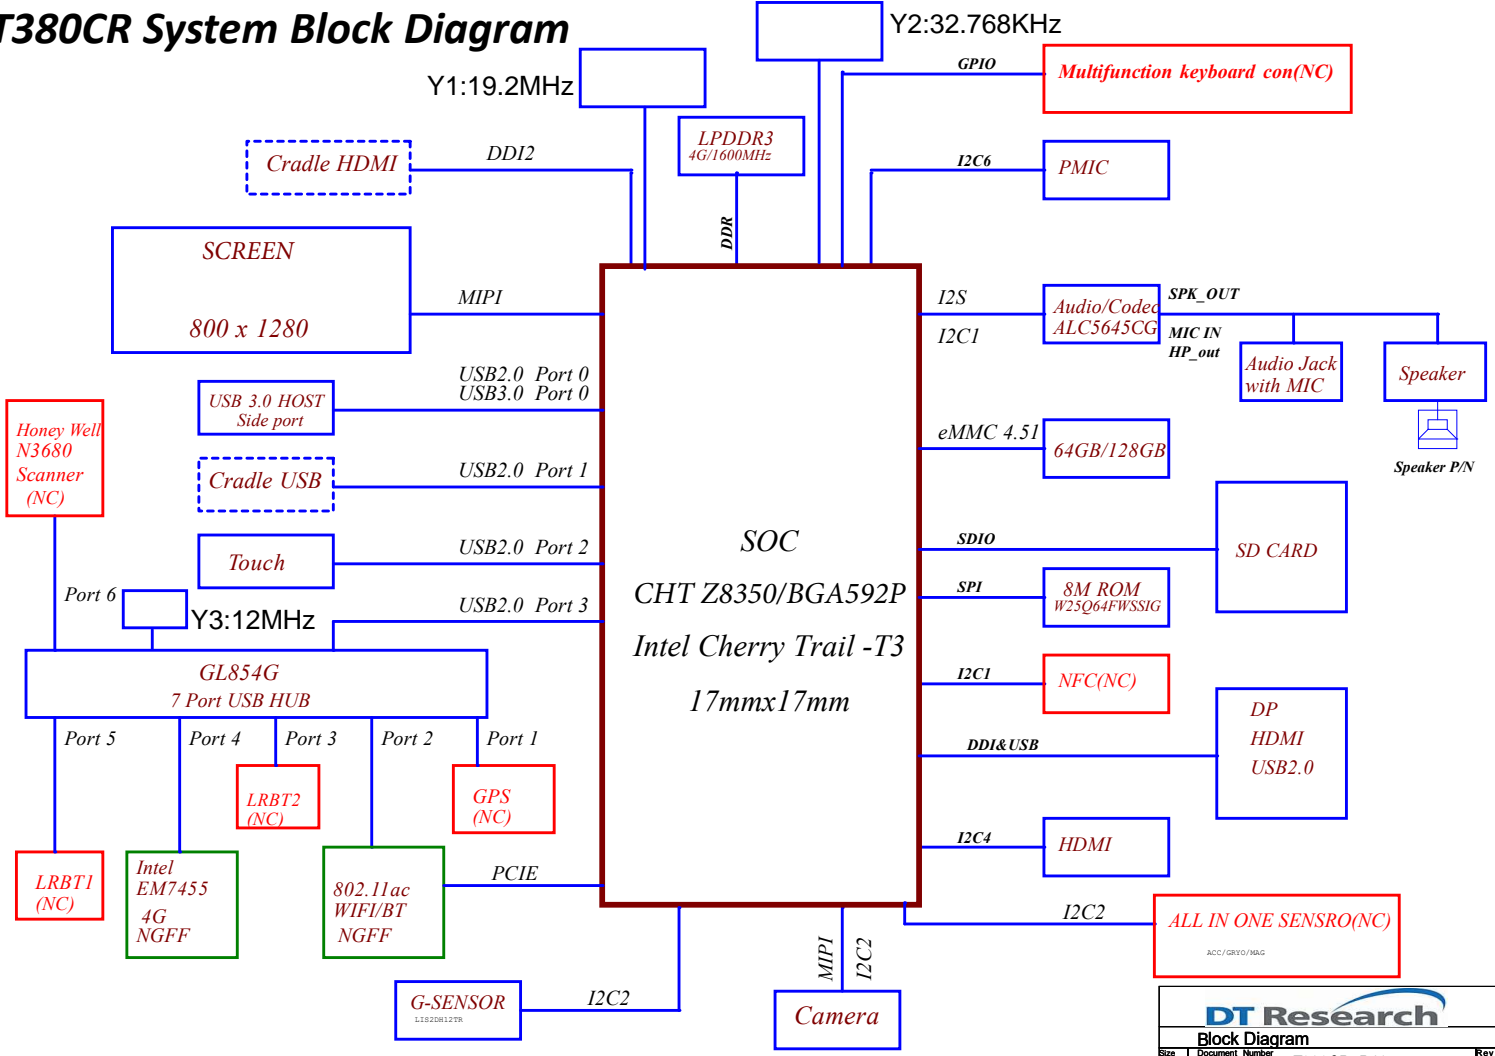 T380CR System Block Diagram
Y2:32.768KHz
Y1:19.2MHz
GPIO
Multifunction keyboard con(NC)
LPDDR3
4G/1600MHz
Cradle HDMI
DDI2
I2C6
PMIC
DDR
SCREEN
800 x 1280
MIPI
I2S
I2C1
Audio/Codec
ALC5645CG
SPK_OUT
MIC IN
HP_out
Audio Jack
with MIC
Speaker
Speaker P/N
USB2.0 Port 0
USB3.0 Port 0
USB 3.0 HOST
Side port
Honey Well
N3680
Scanner
(NC)
eMMC 4.51
64GB/128GB
Cradle USB
USB2.0 Port 1
SOC
CHT Z8350/BGA592P
Intel Cherry Trail -T3
17mmx17mm
Touch
USB2.0 Port 2
SDIO
SD CARD
SPI
8M ROM
W25Q64FWSSIG
Port 6
Y3:12MHz
USB2.0 Port 3
GL854G
7 Port USB HUB
I2C1
NFC(NC)
Port 5
Port 4
Port 3
Port 2
Port 1
DDI&USB
DP
HDMI
USB2.0
LRBT2
(NC)
GPS
(NC)
I2C4
HDMI
LRBT1
(NC)
Intel
EM7455
4G
NGFF
802.11ac
WIFI/BT
NGFF
PCIE
I2C2
ALL IN ONE SENSRO(NC)
ACC/GRYO/MAG
MIPI
I2C2
G-SENSOR
LIS2DH12TR
I2C2
Camera
DT Research
Block Diagram
Size
Document Number
Rev